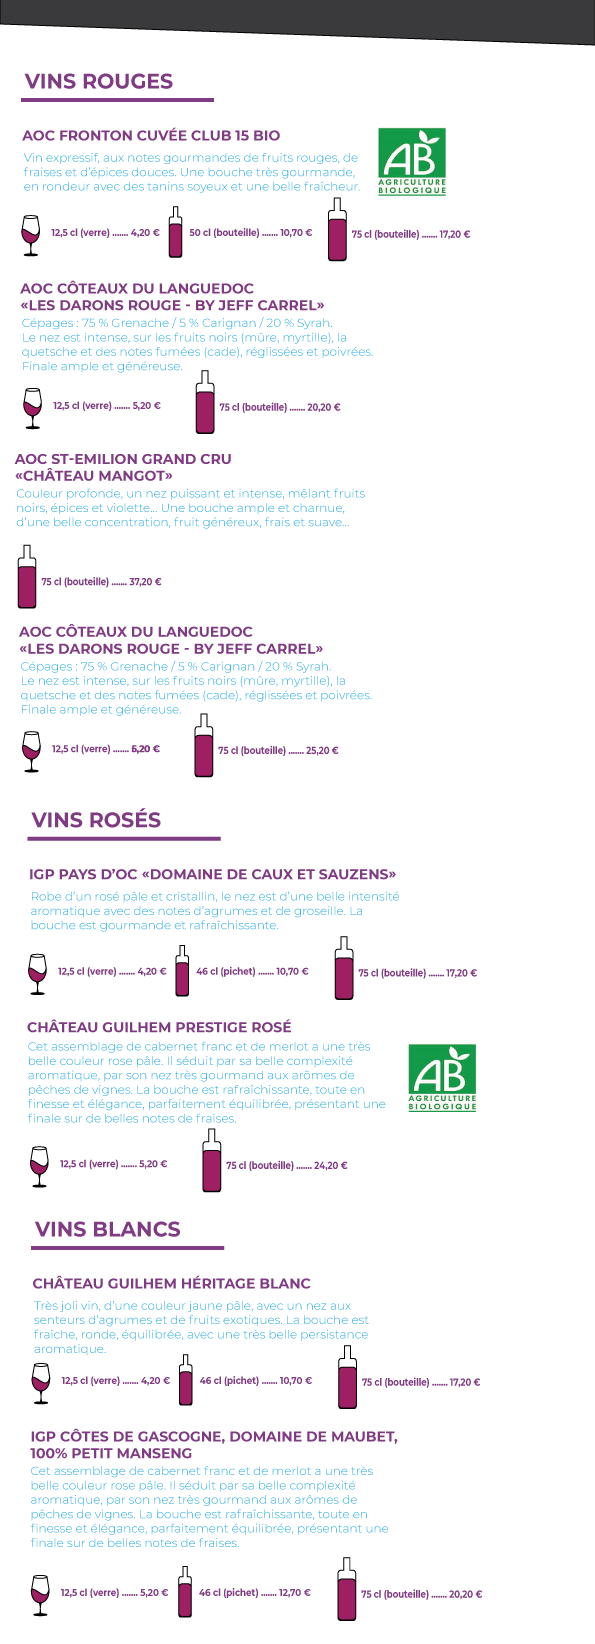 VINS ROUGES
AOC FRONTON CUVÉE CLUB 15 BIO
Vin expressif, aux notes gourmandes de fruits rouges, de
fraises et d'épices douces. Une bouche très gourmande,
en rondeur avec des tanins soyeux et une belle fraîcheur.
AB
AGRICULTURE
BIOLOGIQUE
12,5 cl (verre) ....... 4,20 € 50 cl (bouteille) ....... 10,70 € 75 cl (bouteille) ....... 17,20 €
AOC CÔTEAUX DU LANGUEDOC
«LES DARONS ROUGE - BY JEFF CARREL»
Cépages : 75 % Grenache / 5 % Carignan / 20 % Syrah.
Le nez est intense, sur les fruits noirs (mûre, myrtille), la
quetsche et des notes fumées (cade), réglissées et poivrées.
Finale ample et généreuse.
12,5 cl (verre) ....... 5,20 € 75 cl (bouteille) ....... 20,20 €
AOC ST-EMILION GRAND CRU
«CHÂTEAU MANGOT»
Couleur profonde, un nez puissant et intense, mêlant fruits
noirs, épices et violette... Une bouche ample et charnue,
d'une belle concentration, fruit généreux, frais et suave...
75 cl (bouteille) ....... 37,20 €
AOC CÔTEAUX DU LANGUEDOC
«LES DARONS ROUGE - BY JEFF CARREL»
Cépages : 75 % Grenache / 5 % Carignan / 20 % Syrah.
Le nez est intense, sur les fruits noirs (mûre, myrtille), la
quetsche et des notes fumées (cade), réglissées et poivrées.
Finale ample et généreuse.
12,5 cl (verre) ....... 5,20 € 75 cl (bouteille) ....... 25,20 €
VINS ROSÉS
IGP PAYS D'OC «DOMAINE DE CAUX ET SAUZENS»
Robe d'un rosé pâle et cristallin, le nez est d'une belle intensité
aromatique avec des notes d'agrumes et de groseille. La
bouche est gourmande et rafraîchissante.
12,5 cl (verre) ....... 4,20 € 46 cl (pichet) ....... 10,70 € 75 cl (bouteille) ....... 17,20 €
CHÂTEAU GUILHEM PRESTIGE ROSÉ
Cet assemblage de cabernet franc et de merlot a une très
belle couleur rose pâle. Il séduit par sa belle complexité
aromatique, par son nez très gourmand aux arômes de
pêches de vignes. La bouche est rafraîchissante, toute en
finesse et élégance, parfaitement équilibrée, présentant une
finale sur de belles notes de fraises.
AB
AGRICULTURE
BIOLOGIQUE
12,5 cl (verre) ....... 5,20 € 75 cl (bouteille) ....... 24,20 €
VINS BLANCS
CHÂTEAU GUILHEM HÉRITAGE BLANC
Très joli vin, d'une couleur jaune pâle, avec un nez aux
senteurs d'agrumes et de fruits exotiques. La bouche est
fraîche, ronde, équilibrée, avec une très belle persistance
aromatique.
12,5 cl (verre) ....... 4,20 € 46 cl (pichet) ....... 10,70 € 75 cl (bouteille) ....... 17,20 €
IGP CÔTES DE GASCOGNE, DOMAINE DE MAUBET,
100% PETIT MANSENG
Cet assemblage de cabernet franc et de merlot a une très
belle couleur rose pâle. Il séduit par sa belle complexité
aromatique, par son nez très gourmand aux arômes de
pêches de vignes. La bouche est rafraîchissante, toute en
finesse et élégance, parfaitement équilibrée, présentant une
finale sur de belles notes de fraises.
12,5 cl (verre) ....... 5,20 € 46 cl (pichet) ....... 12,70 € 75 cl (bouteille) ....... 20,20 €